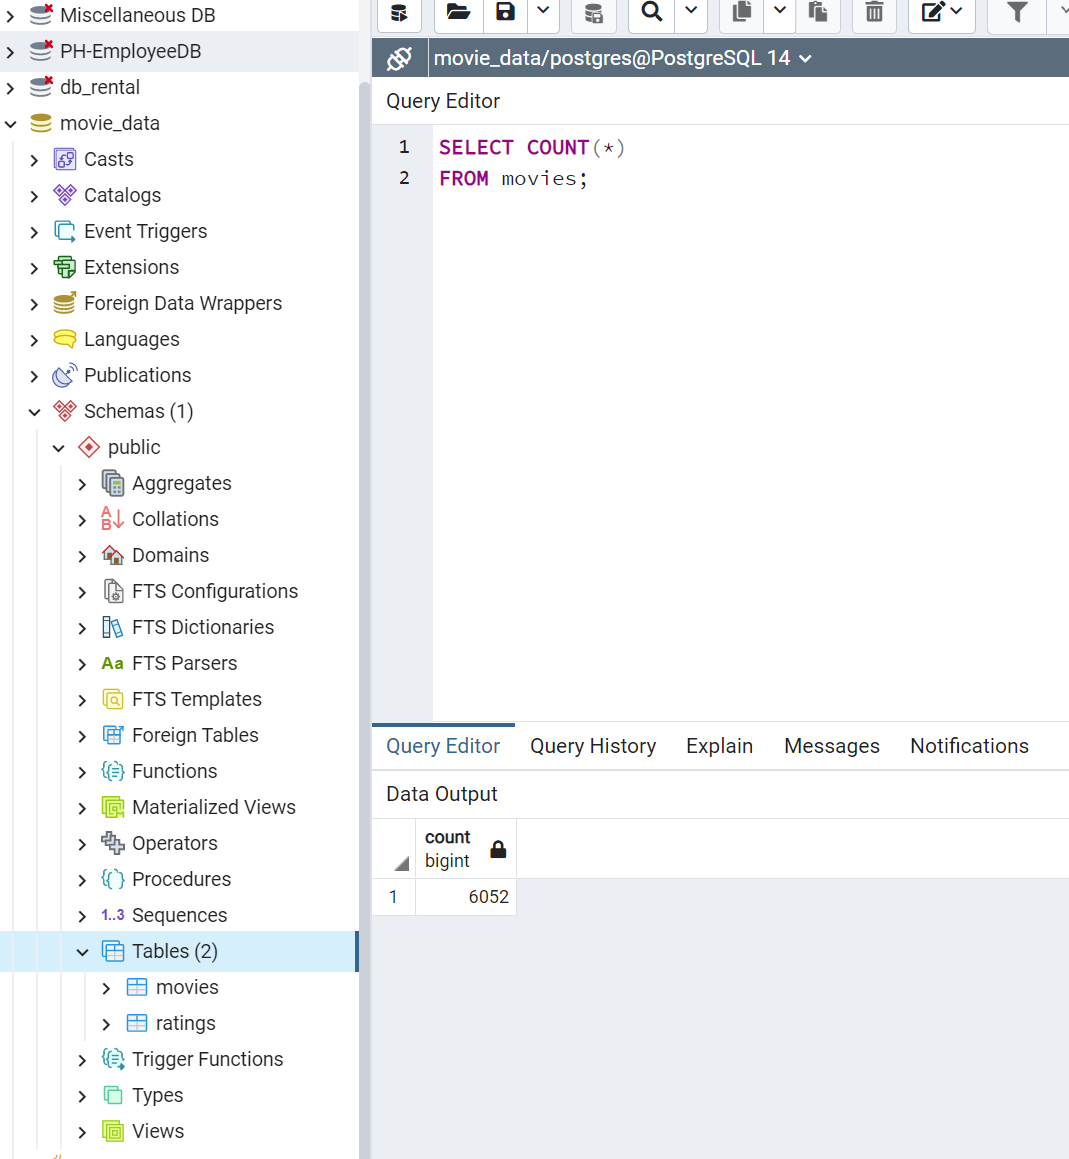 Miscellaneous DB
PH-EmployeeDB
db_rental
movie_data
Casts
Catalogs
Event Triggers
Extensions
Foreign Data Wrappers
Languages
Publications
Schemas (1)
public
Aggregates
Collations
Domains
FTS Configurations
FTS Dictionaries
Aa FTS Parsers
FTS Templates
Foreign Tables
Functions
Materialized Views
Operators
Procedures
1..3 Sequences
Tables (2)
movies
ratings
Trigger Functions
Types
Views
movie_data/postgres@PostgreSQL 14
Query Editor
1 SELECT COUNT(*)
2 FROM movies;
Query Editor Query History Explain Messages Notifications
Data Output
count
bigint
1 6052